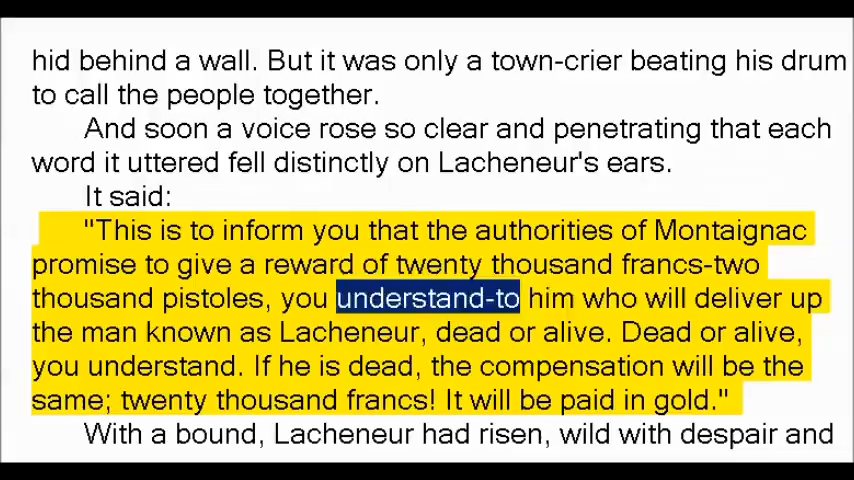 hid behind a wall. But it was only a town-crier beating his drum
to call the people together.
And soon a voice rose so clear and penetrating that each
word it uttered fell distinctly on Lacheneur's ears.
It said:
"This is to inform you that the authorities of Montaignac
promise to give a reward of twenty thousand francs-two
thousand pistoles, you understand-to him who will deliver up
the man known as Lacheneur, dead or alive. Dead or alive,
you understand. If he is dead, the compensation will be the
same; twenty thousand francs! It will be paid in gold."
With a bound, Lacheneur had risen, wild with despair and